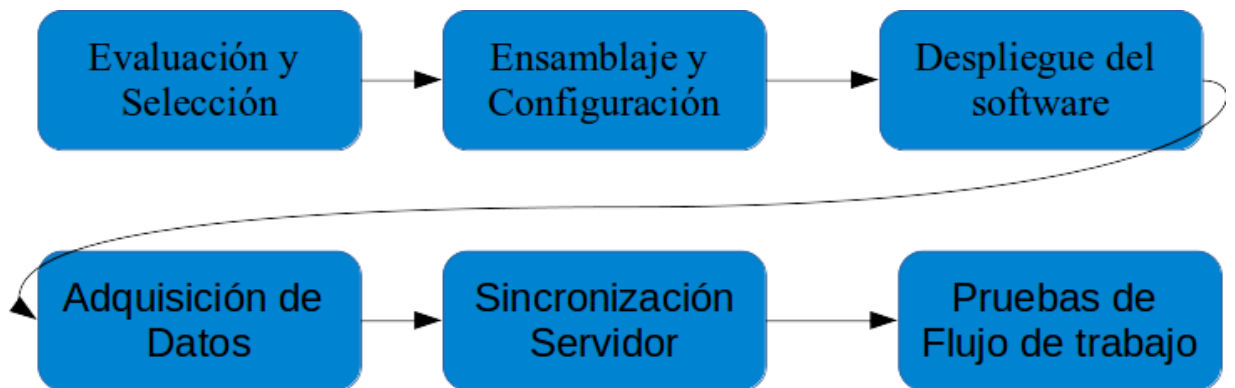 Evaluación y
Selección
Ensamblaje y
Configuración
Despliegue del
software
Adquisición de
Datos
Sincronización
Servidor
Pruebas de
Flujo de trabajo